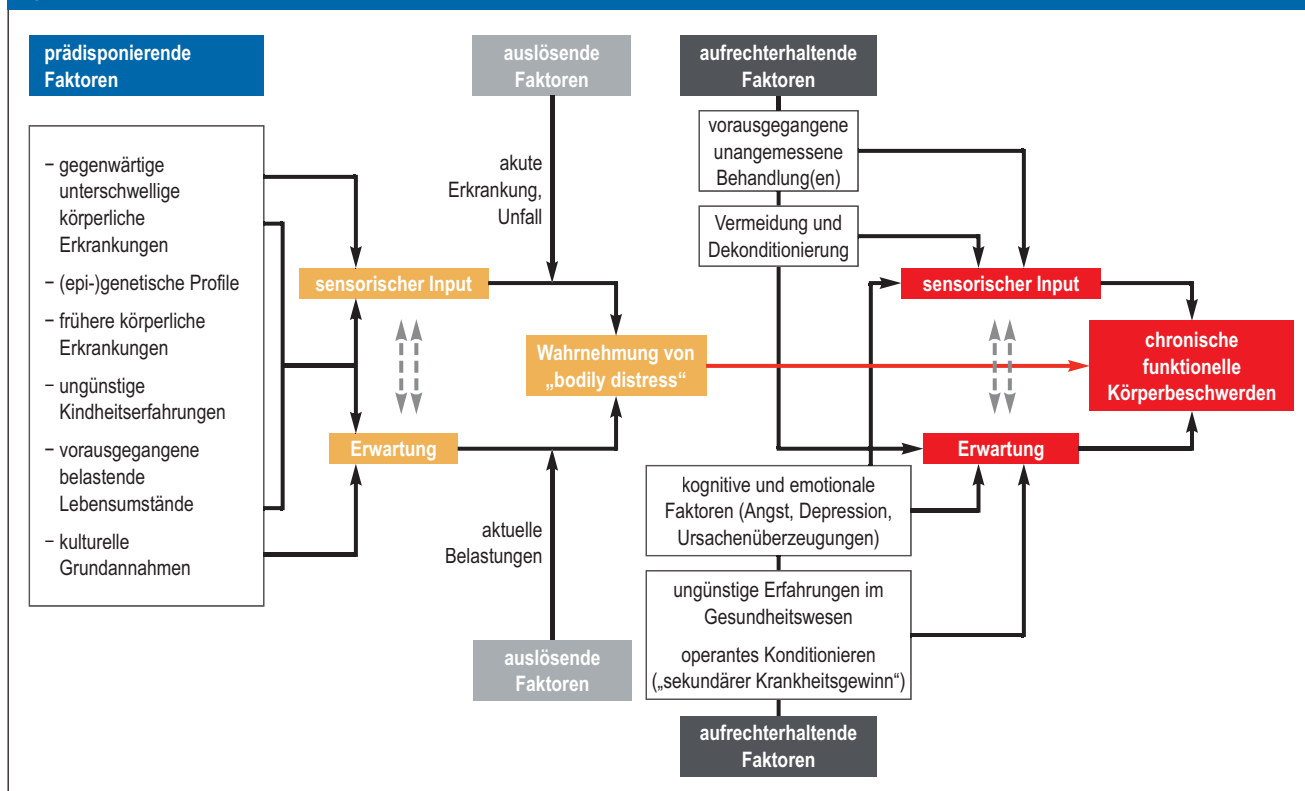 prädisponierende
Faktoren
auslösende
Faktoren
aufrechterhaltende
Faktoren
– gegenwärtige
unterschwellige
körperliche
Erkrankungen
– (epi-)genetische Profile
– frühere körperliche
Erkrankungen
– ungünstige
Kindheitserfahrungen
– vorausgegangene
belastende
Lebensumstände
– kulturelle
Grundannahmen
akute
Erkrankung,
Unfall
sensorischer Input
Wahrnehmung von
„bodily distress“
Erwartung
aktuelle
Belastungen
auslösende
Faktoren
vorausgegangene
unangemessene
Behandlung(en)
Vermeidung und
Dekonditionierung
sensorischer Input
chronische
funktionelle
Körperbeschwerden
Erwartung
kognitive und emotionale
Faktoren (Angst, Depression,
Ursachenüberzeugungen)
ungünstige Erfahrungen im
Gesundheitswesen
operantes Konditionieren
(„sekundärer Krankheitsgewinn“)
aufrechterhaltende
Faktoren